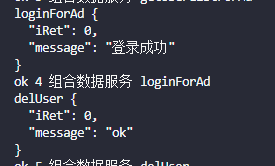 loginForAd {
  "iRet": 0,
  "message": "登录成功"
}
ok 4 组合数据服务 loginForAd
delUser {
  "iRet": 0,
  "message": "ok"
}